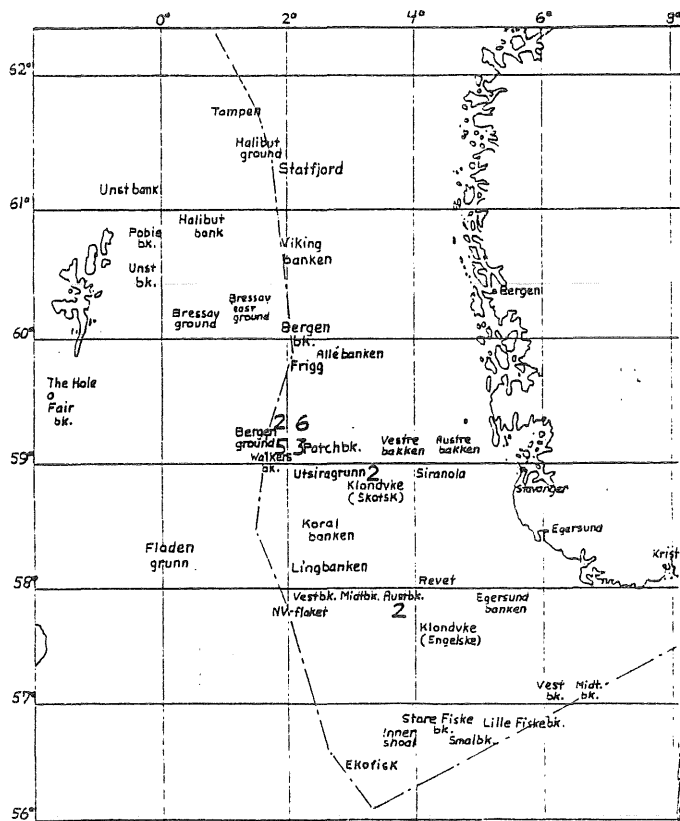 0° 2° 4° 6° 8°
62°
Tampen
Halibut
ground
Statfjord
Unst bank
61°
Pobie
bk.
Halibut
bank
Viking
banken
Unst
bk.
Bressay
ground
Bressay
east
ground
Bergen
60°
Bergen
bk.
Allé banken
Frigg
The Hole
Fair
bk.
2 6
Bergen
ground
5 3
Patchbk.
Vestre
bakken
Austre
bakken
Walkers
bk.
59°
Utsiragrunn
2
Siranola
Klondyke
(Skotsk)
Stavanger
Koral
banken
Egersund
Fladen
grunn
Lingbanken
Krist
58°
Revet
Vestbk. Midtbk. Austbk.
Egersund
banken
NV-flaket
2
Klondyke
(Engelske)
57°
Vest
bk.
Midt.
bk.
Store Fiske
bk.
Lille Fiskebk.
Inner
shoal
Smalbk.
Ekofisk
56°